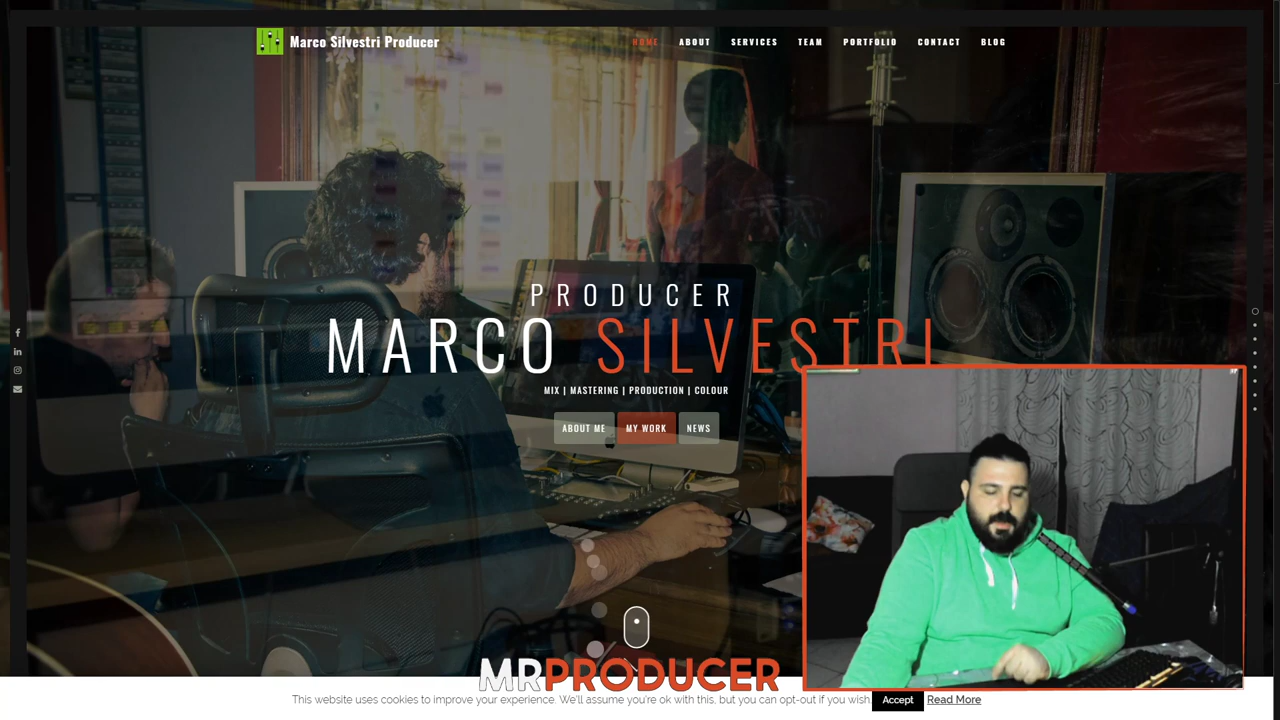 Marco Silvestri Producer
HOME ABOUT SERVICES TEAM PORTFOLIO CONTACT BLOG
PRODUCER
MARCO SILVESTRI
MIX | MASTERING | PRODUCTION | COLOUR
ABOUT ME MY WORK NEWS
MRPRODUCER
This website uses cookies to improve your experience. We'll assume you're ok with this, but you can opt-out if you wish. Accept Read More